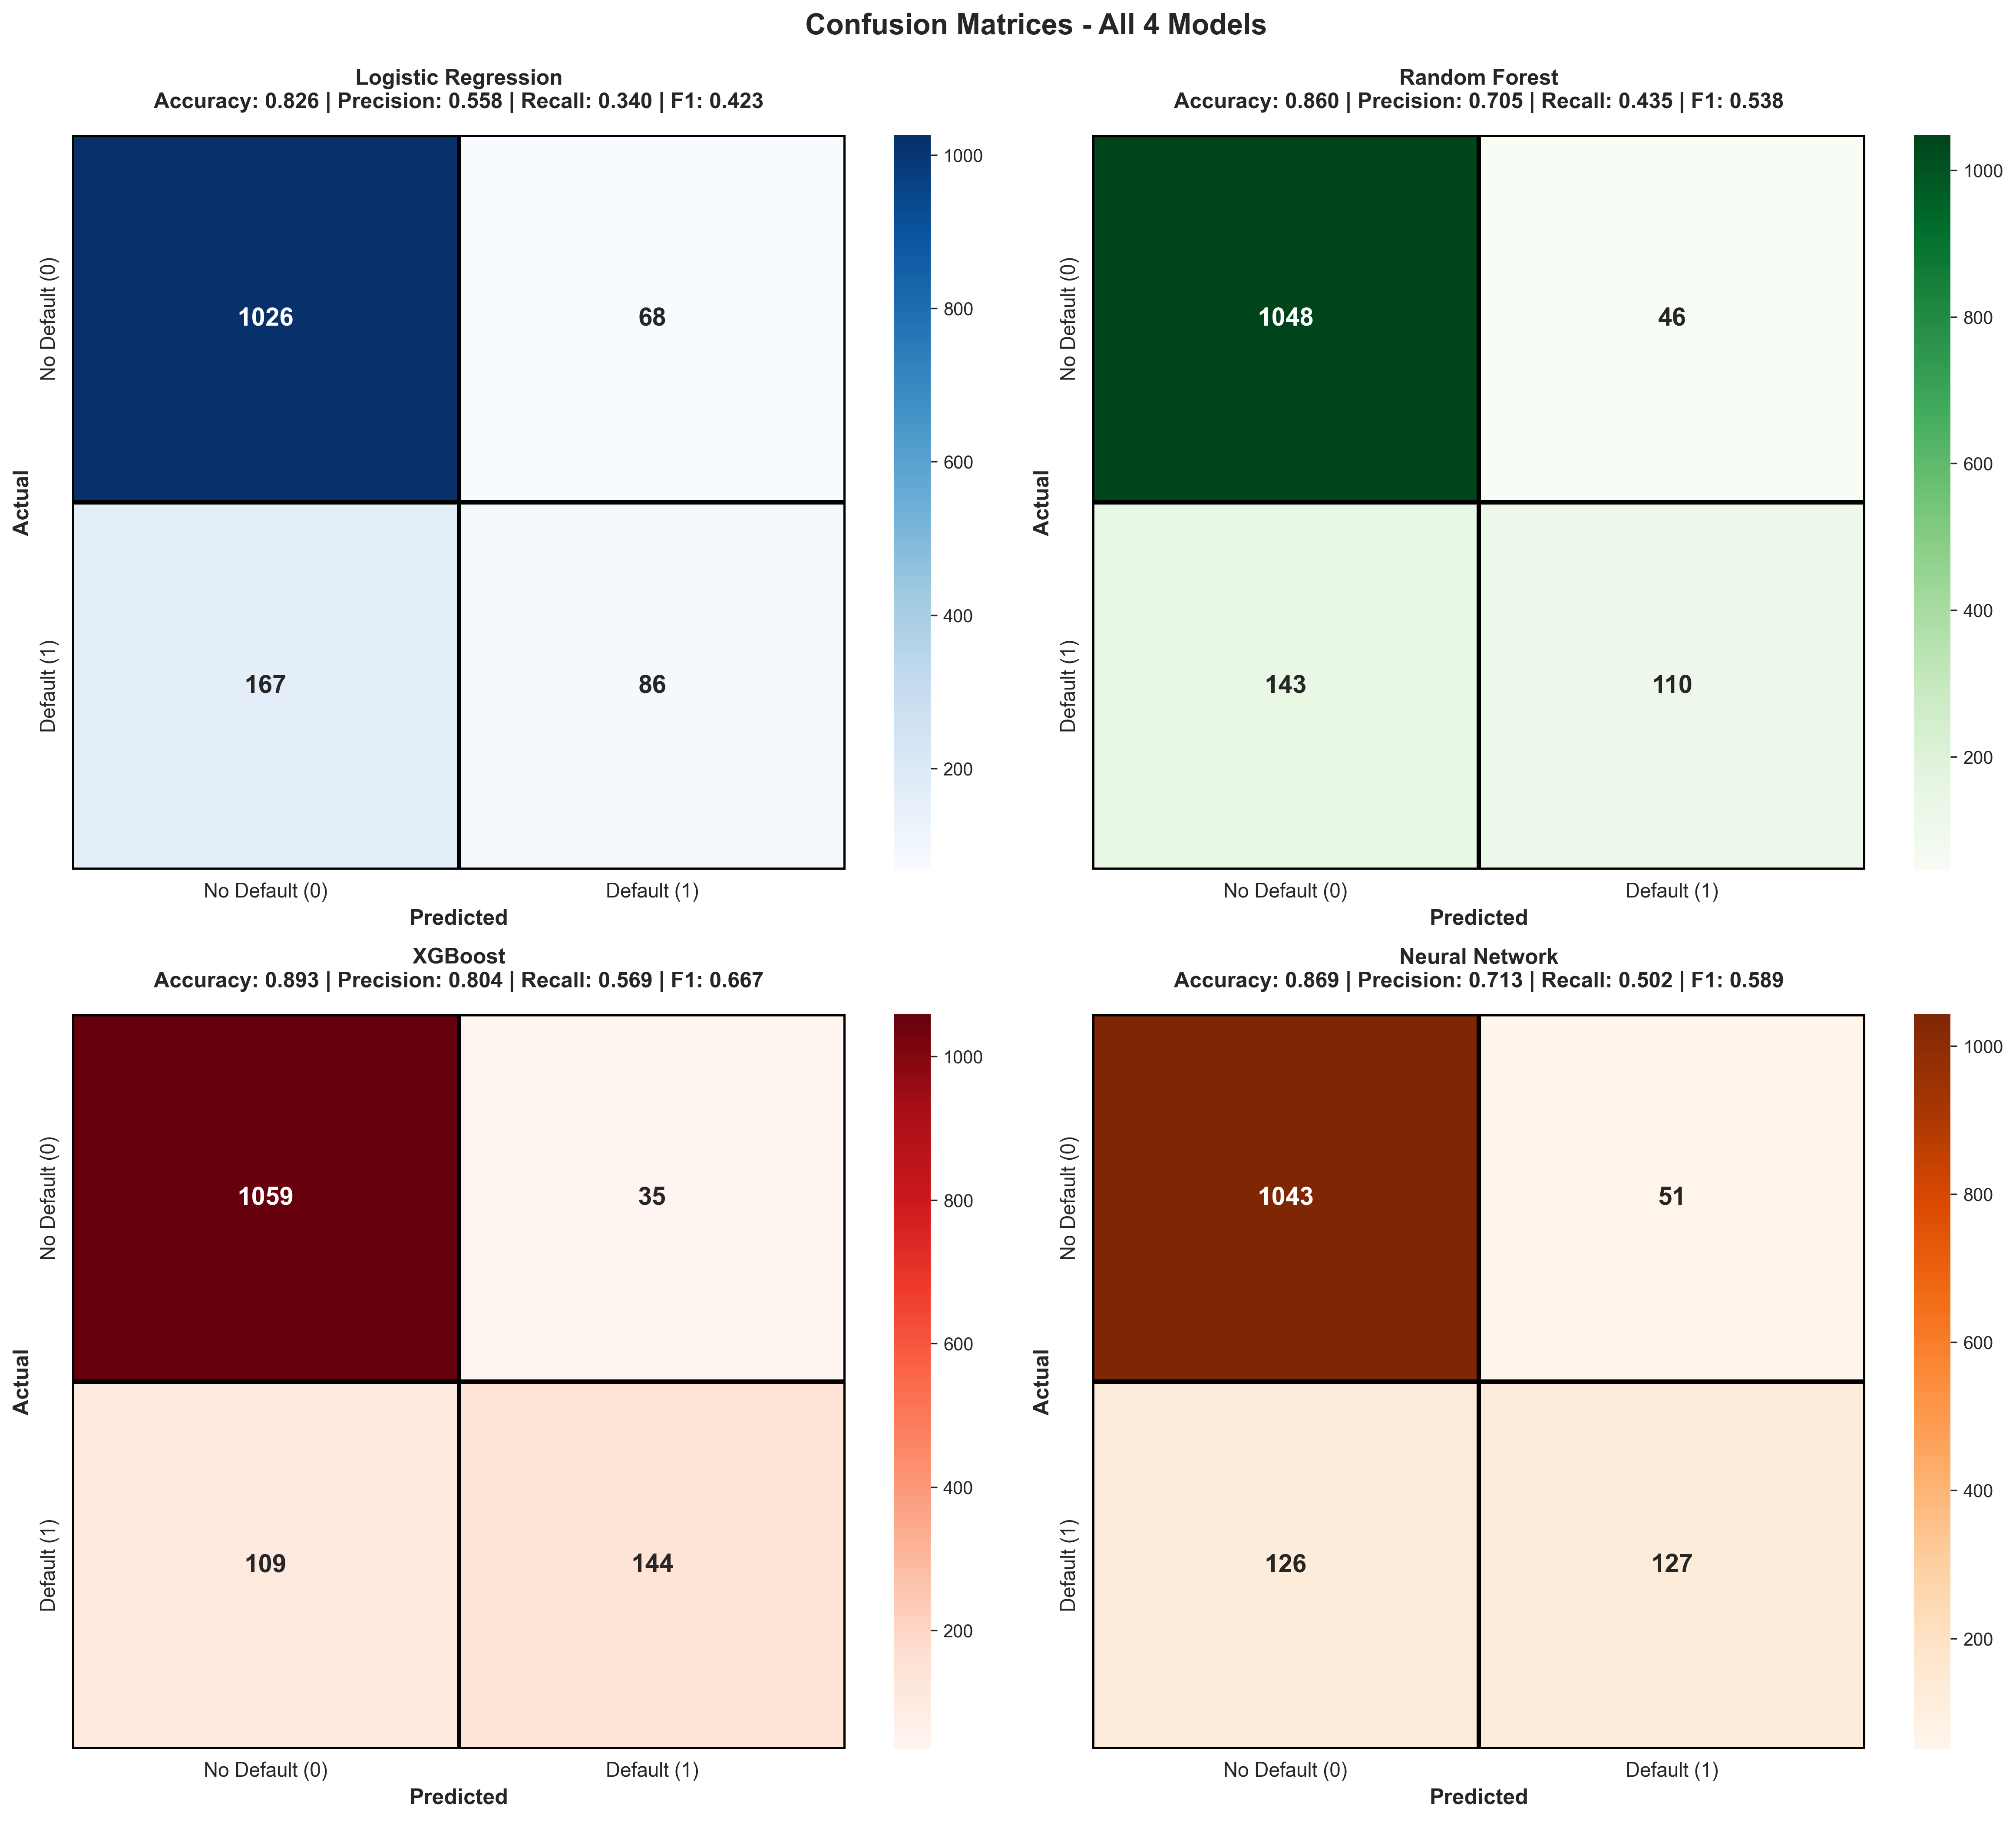 Confusion Matrices - All 4 Models
Logistic Regression
Accuracy: 0.826 | Precision: 0.558 | Recall: 0.340 | F1: 0.423
Actual
No Default (0)
Default (1)
1026
68
167
86
No Default (0)
Default (1)
Predicted
1000
800
600
400
200
Random Forest
Accuracy: 0.860 | Precision: 0.705 | Recall: 0.435 | F1: 0.538
Actual
No Default (0)
Default (1)
1048
46
143
110
No Default (0)
Default (1)
Predicted
1000
800
600
400
200
XGBoost
Accuracy: 0.893 | Precision: 0.804 | Recall: 0.569 | F1: 0.667
Actual
No Default (0)
Default (1)
1059
35
109
144
No Default (0)
Default (1)
Predicted
1000
800
600
400
200
Neural Network
Accuracy: 0.869 | Precision: 0.713 | Recall: 0.502 | F1: 0.589
Actual
No Default (0)
Default (1)
1043
51
126
127
No Default (0)
Default (1)
Predicted
1000
800
600
400
200